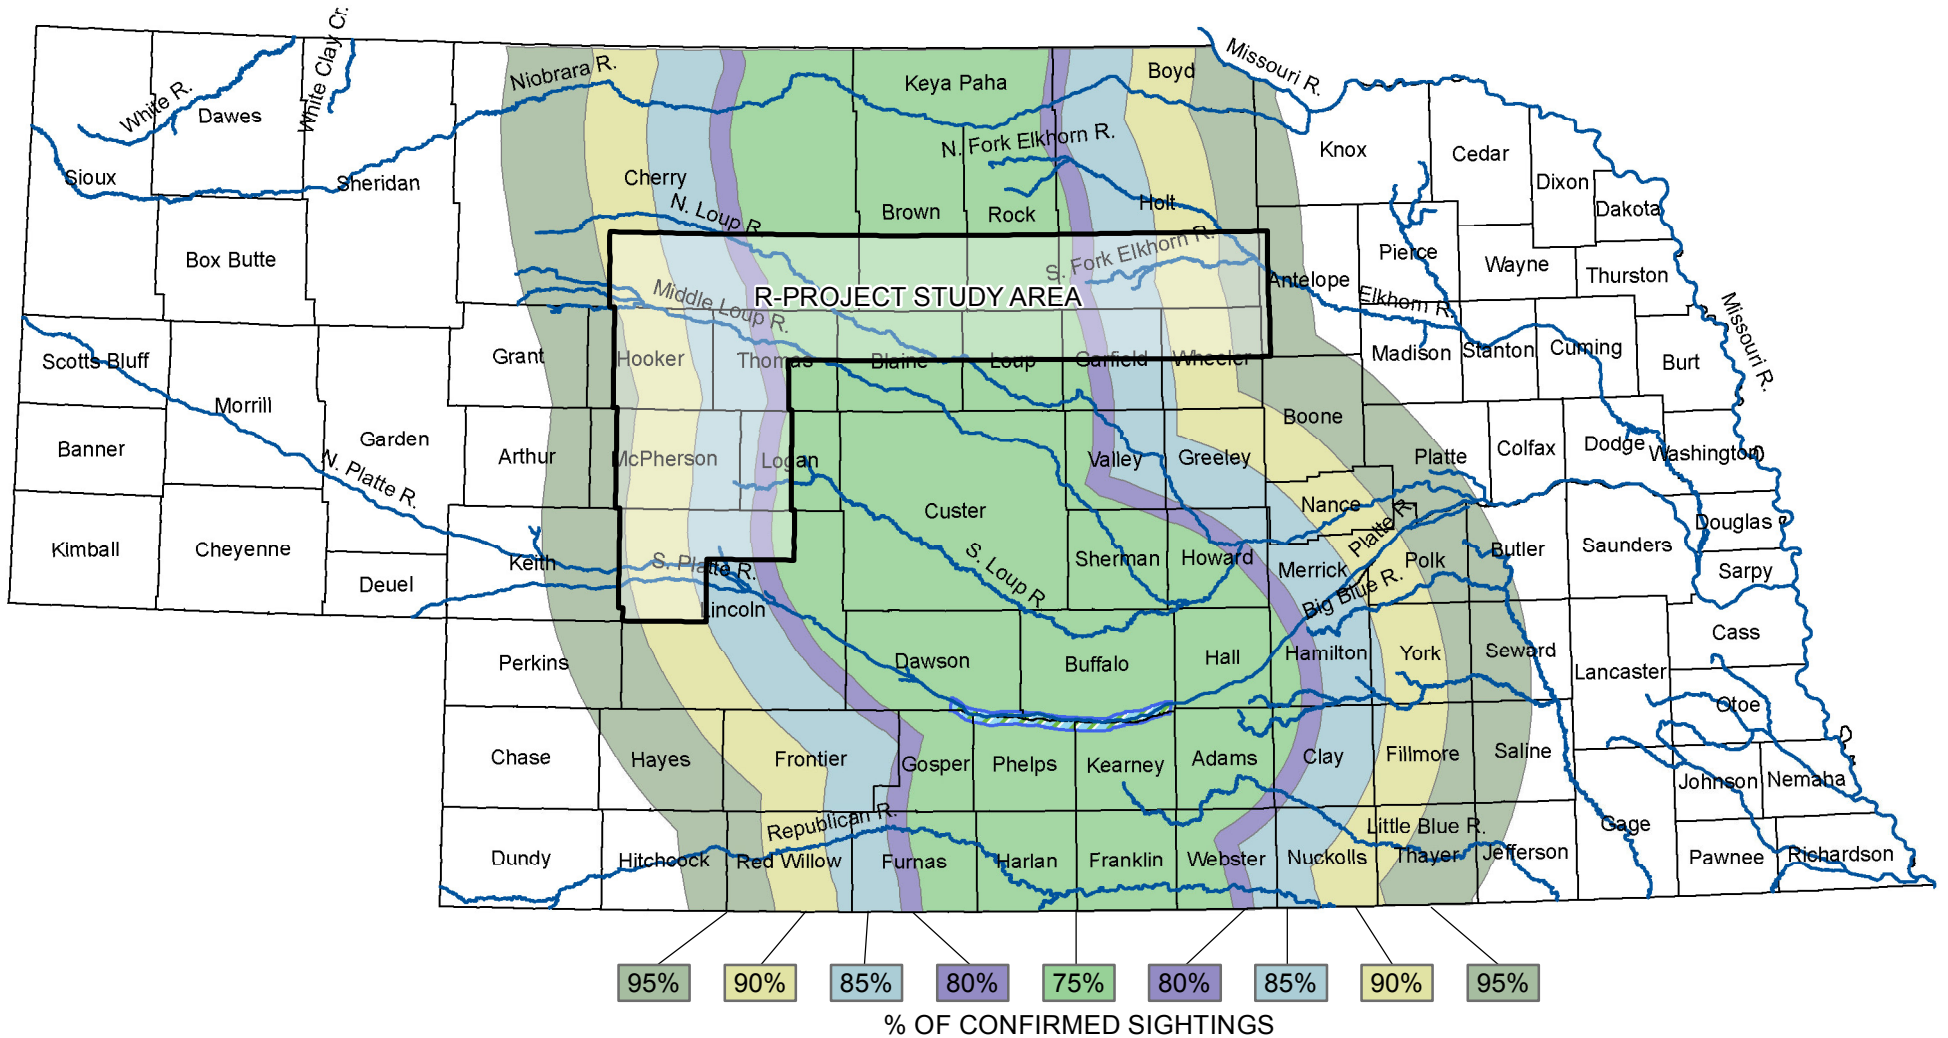 White Clay Cr.
Missouri R.
Niobrara R.
Boyd
Keya Paha
White R.
Dawes
N. Fork Elkhorn R.
Knox
Cedar
Sioux
Sheridan
Cherry
Dixon
N. Loup R.
Brown
Rock
Holt
Dakota
Box Butte
S. Fork Elkhorn R.
Pierce
Wayne
Thurston
Antelope
Middle Loup R.
R-PROJECT STUDY AREA
Elkhorn R.
Missouri R.
Scotts Bluff
Grant
Hooker
Thomas
Blaine
Loup
Garfield
Wheeler
Madison
Stanton
Cuming
Burt
Morrill
Boone
Banner
Garden
Arthur
McPherson
Logan
Valley
Greeley
Platte
Colfax
Dodge
Washington
N. Platte R.
Custer
Nance
Platte R.
Douglas
Kimball
Cheyenne
Keith
S. Platte R.
S. Loup R.
Sherman
Howard
Merrick
Polk
Butler
Saunders
Sarpy
Deuel
Lincoln
Big Blue R.
Cass
Perkins
Dawson
Buffalo
Hall
Hamilton
York
Seward
Lancaster
Otoe
Chase
Hayes
Frontier
Gosper
Phelps
Kearney
Adams
Clay
Fillmore
Saline
Johnson
Nemaha
Republican R.
Little Blue R.
Gage
Dundy
Hitchcock
Red Willow
Furnas
Harlan
Franklin
Webster
Nuckolls
Thayer
Jefferson
Pawnee
Richardson
95% 90% 85% 80% 75% 80% 85% 90% 95%
% OF CONFIRMED SIGHTINGS